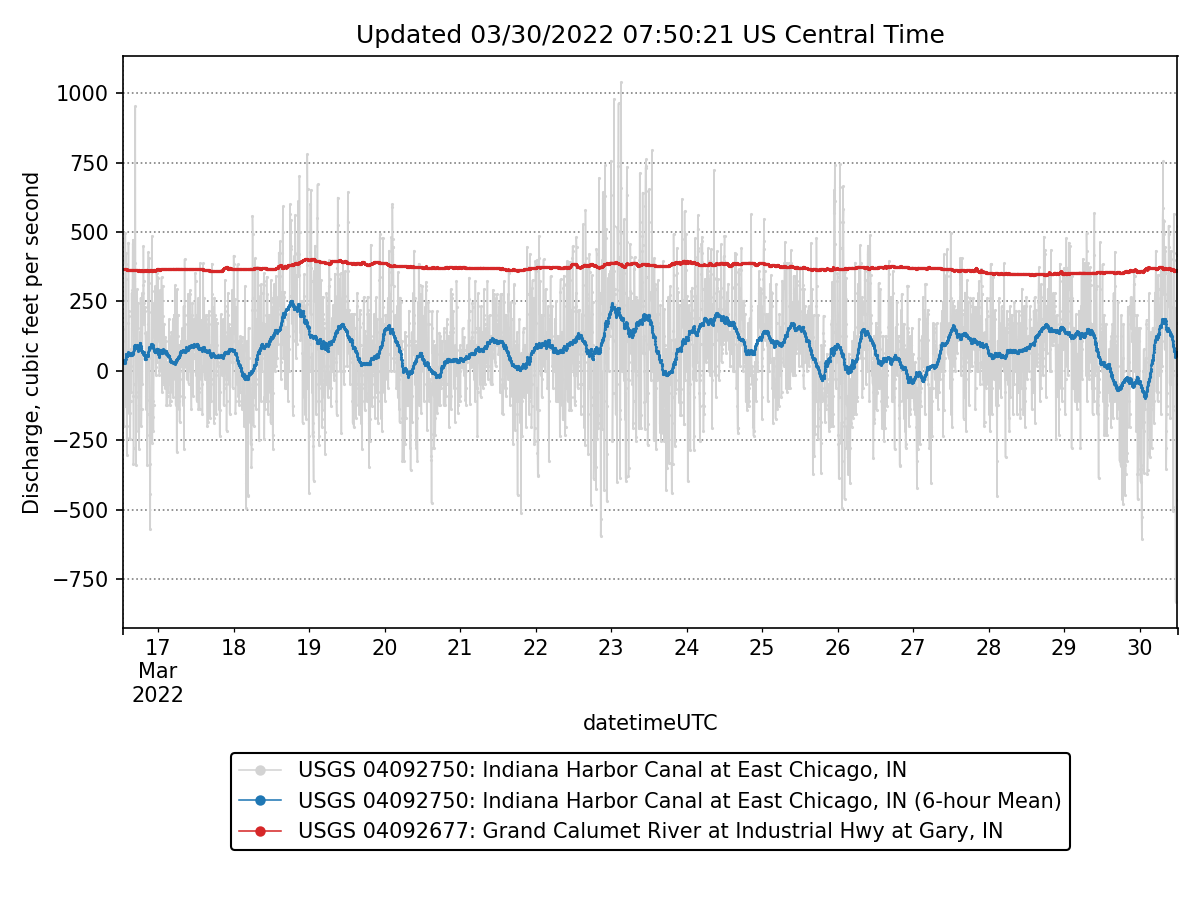 Updated 03/30/2022 07:50:21 US Central Time
Discharge, cubic feet per second
1000
750
500
250
0
−250
−500
−750
17 18 19 20 21 22 23 24 25 26 27 28 29 30
Mar
2022
datetimeUTC
USGS 04092750: Indiana Harbor Canal at East Chicago, IN
USGS 04092750: Indiana Harbor Canal at East Chicago, IN (6-hour Mean)
USGS 04092677: Grand Calumet River at Industrial Hwy at Gary, IN